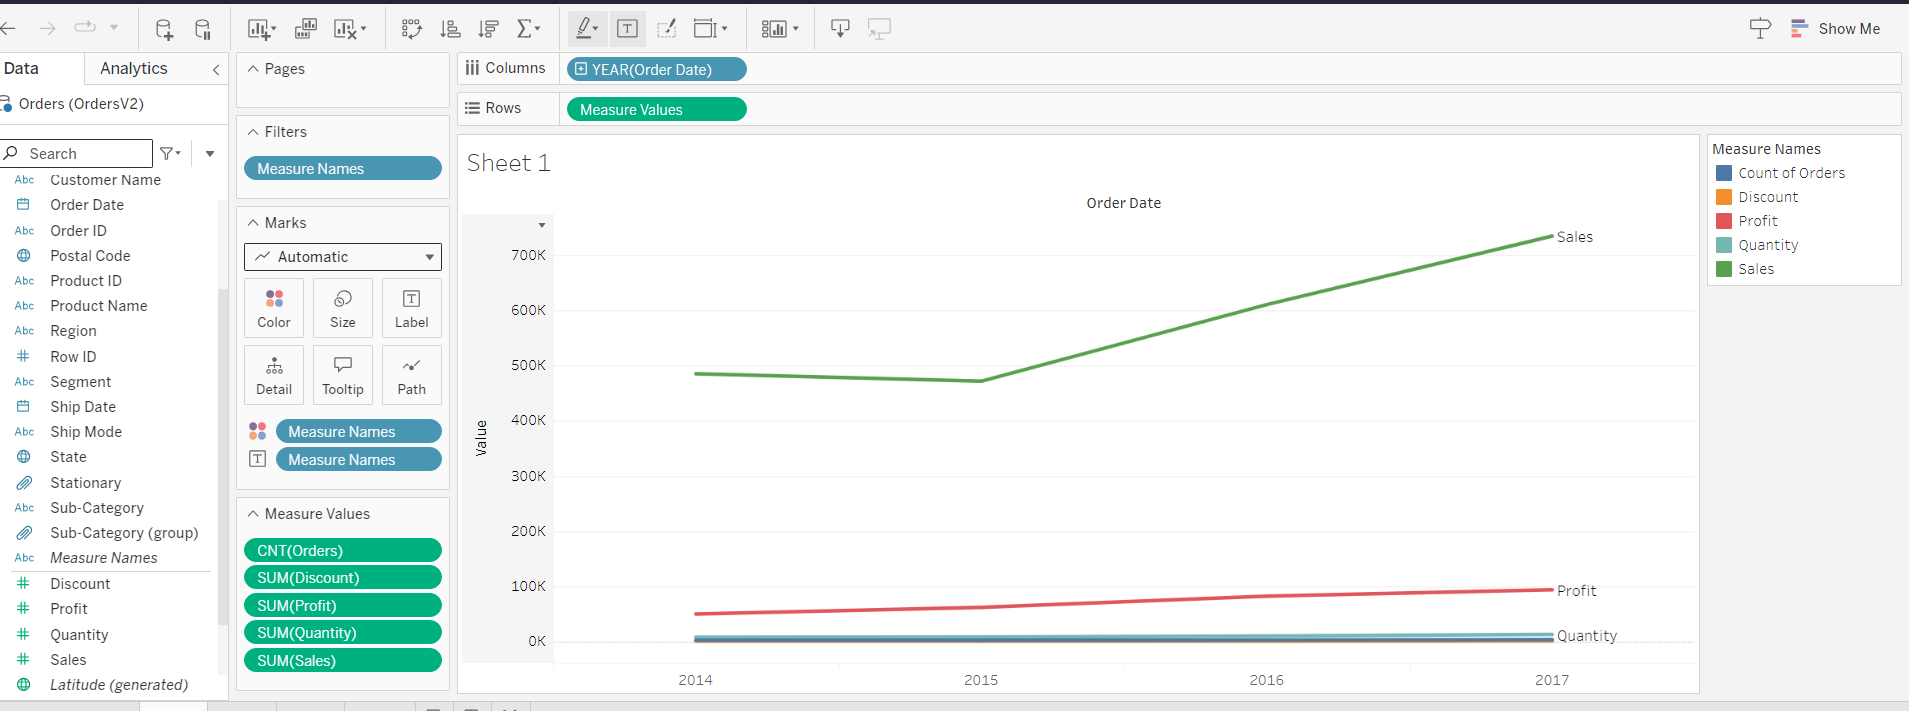 Show Me
Data
Analytics
Orders (OrdersV2)
Search
Abc Customer Name
Order Date
Abc Order ID
Postal Code
Abc Product ID
Abc Product Name
Abc Region
# Row ID
Abc Segment
Ship Date
Abc Ship Mode
State
Stationary
Abc Sub-Category
Sub-Category (group)
Abc Measure Names
# Discount
# Profit
# Quantity
# Sales
Latitude (generated)
Pages
Filters
Measure Names
Marks
Automatic
Color Size T Label
Detail Tooltip Path
Measure Names
T Measure Names
Measure Values
CNT(Orders)
SUM(Discount)
SUM(Profit)
SUM(Quantity)
SUM(Sales)
Columns YEAR(Order Date)
Rows Measure Values
Sheet 1
Order Date
Value
700K
600K
500K
400K
300K
200K
100K
0K
Sales
Profit
Quantity
2014 2015 2016 2017
Measure Names
Count of Orders
Discount
Profit
Quantity
Sales